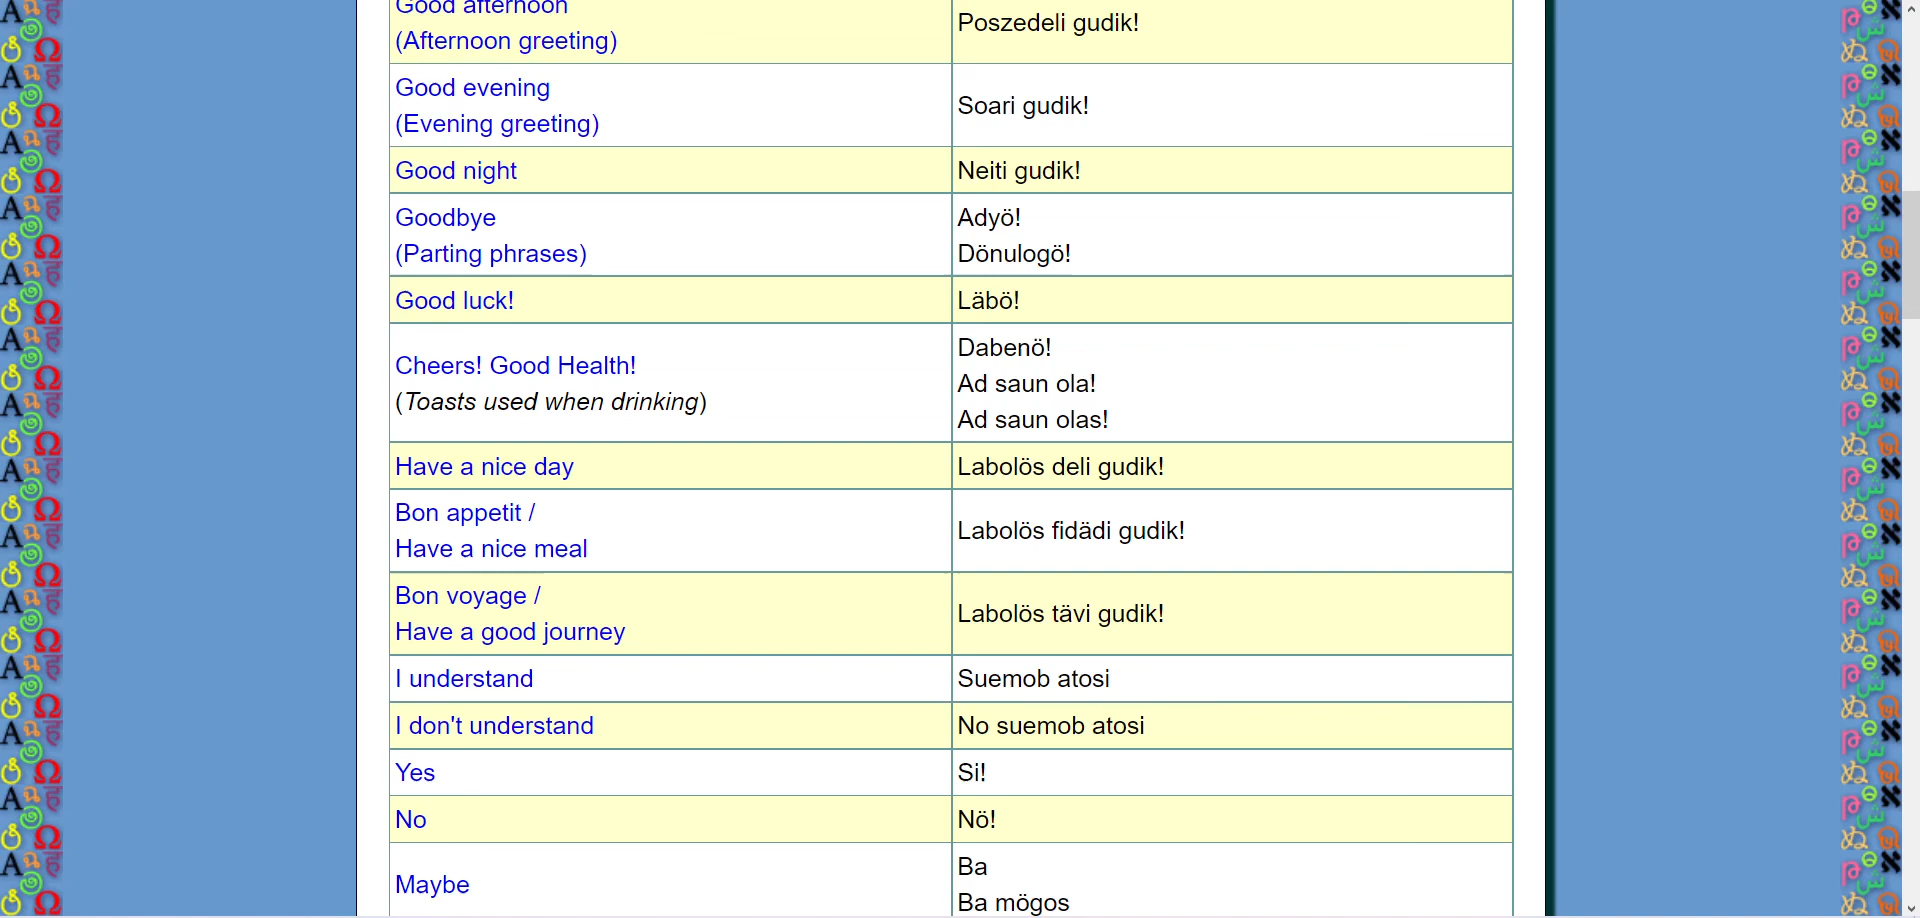 Good afternoon
(Afternoon greeting)
Poszedeli gudik!
Good evening
(Evening greeting)
Soari gudik!
Good night
Neiti gudik!
Goodbye
(Parting phrases)
Adyö!
Dönulogö!
Good luck!
Läbö!
Cheers! Good Health!
(Toasts used when drinking)
Dabenö!
Ad saun ola!
Ad saun olas!
Have a nice day
Labolös deli gudik!
Bon appetit /
Have a nice meal
Labolös fidädi gudik!
Bon voyage /
Have a good journey
Labolös tävi gudik!
I understand
Suemob atosi
I don't understand
No suemob atosi
Yes
Si!
No
Nö!
Maybe
Ba
Ba mögos